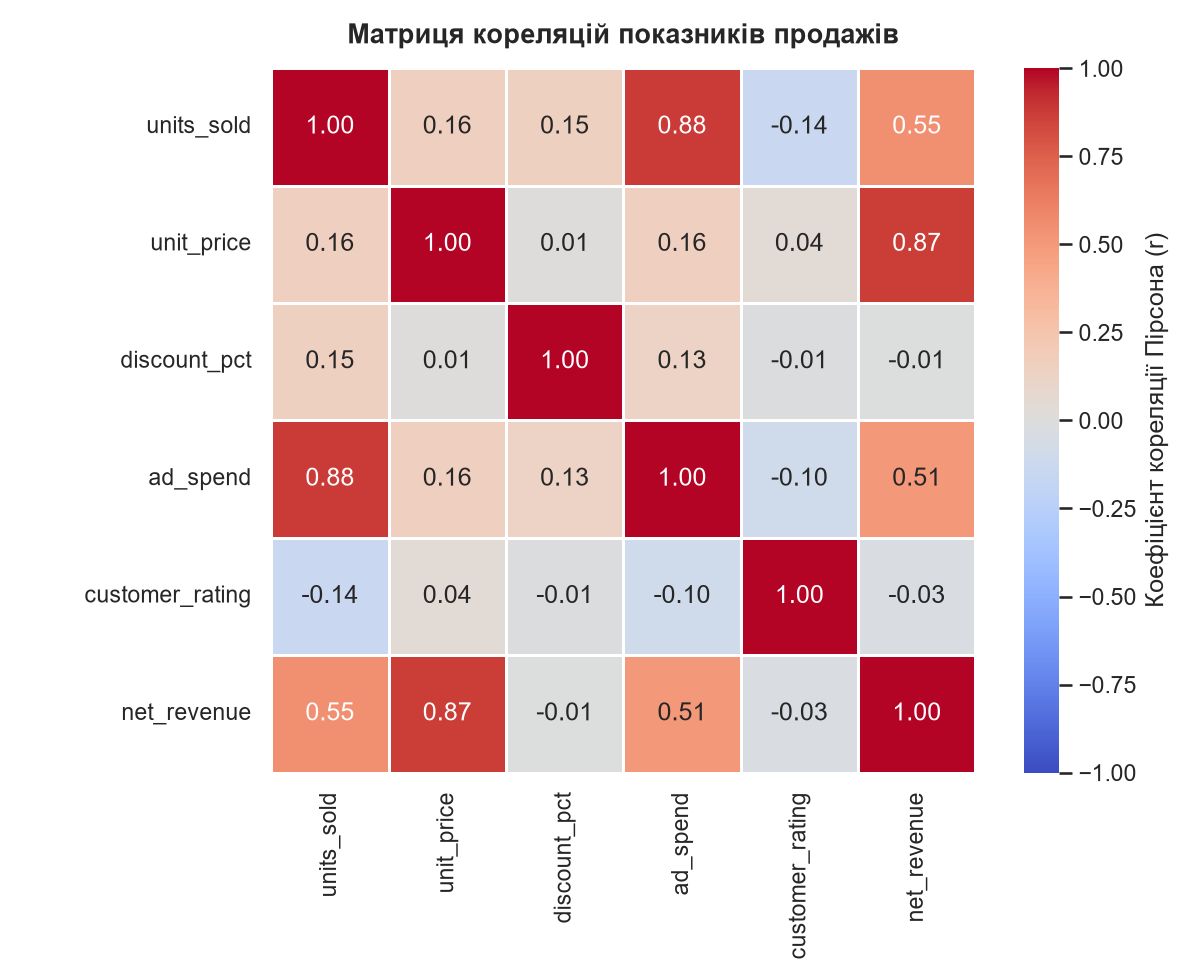 Матриця кореляцій показників продажів
units_sold 1.00 0.16 0.15 0.88 -0.14 0.55
unit_price 0.16 1.00 0.01 0.16 0.04 0.87
discount_pct 0.15 0.01 1.00 0.13 -0.01 -0.01
ad_spend 0.88 0.16 0.13 1.00 -0.10 0.51
customer_rating -0.14 0.04 -0.01 -0.10 1.00 -0.03
net_revenue 0.55 0.87 -0.01 0.51 -0.03 1.00
units_sold
unit_price
discount_pct
ad_spend
customer_rating
net_revenue
1.00
0.75
0.50
0.25
0.00
−0.25
−0.50
−0.75
−1.00
Коефіцієнт кореляції Пірсона (r)